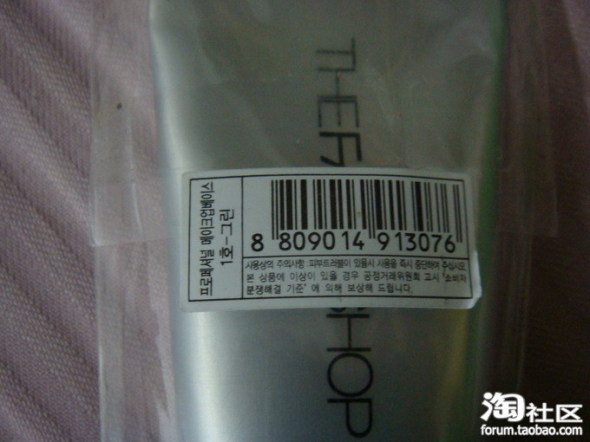 THE FACE SHOP
프로페셔널 메이크업베이스
1호-그린
8 809014 913076
사용상의 주의사항: 피부트러블이 있을시 사용을 즉시 중단하여 주십시오
본 상품에 이상이 있을 경우 공정거래위원회 고시 '소비자
분쟁해결 기준' 에 의해 보상해 드립니다.
淘 社区
forum.taobao.com